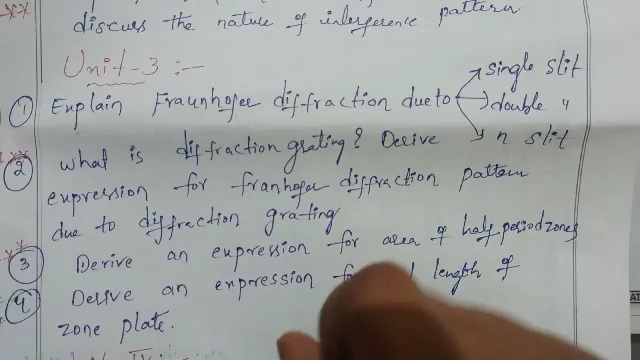 discuss the nature of interference pattern
Unit-3 :-
① Explain Fraunhofer diffraction due to single slit
double "
n slit
② what is diffraction grating? Derive
expression for franhofer diffraction pattern
due to diffraction grating
③ Derive an expression for area of half period zones
④ Derive an expression length of
zone plate.